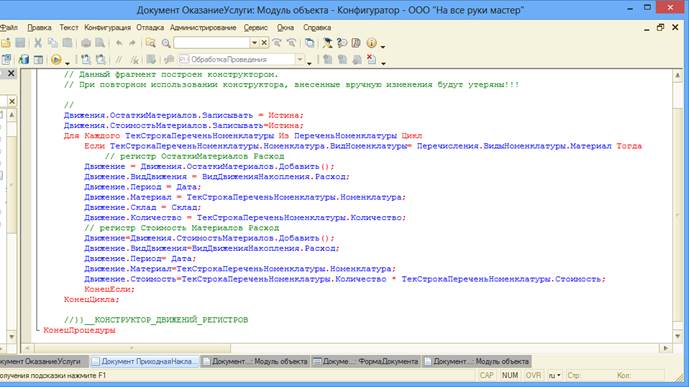 Документ ОказаниеУслуги: Модуль объекта - Конфигуратор - ООО "На все руки мастер"
Файл Правка Текст Конфигурация Отладка Администрирование Сервис Окна Справка
ОбработкаПроведения
// Данный фрагмент построен конструктором.
// При повторном использовании конструктора, внесенные вручную изменения будут утеряны!!!
//
Движения.ОстаткиМатериалов.Записывать = Истина;
Движения.СтоимостьМатериалов.Записывать=Истина;
Для Каждого ТекСтрокаПереченьНоменклатуры Из ПереченьНоменклатуры Цикл
Если ТекСтрокаПереченьНоменклатуры.Номенклатура.ВидНоменклатуры= Перечисления.ВидыНоменклатуры.Материал Тогда
// регистр ОстаткиМатериалов Расход
Движение = Движения.ОстаткиМатериалов.Добавить();
Движение.ВидДвижения = ВидДвиженияНакопления.Расход;
Движение.Период = Дата;
Движение.Материал = ТекСтрокаПереченьНоменклатуры.Номенклатура;
Движение.Склад = Склад;
Движение.Количество = ТекСтрокаПереченьНоменклатуры.Количество;
// регистр Стоимость Материалов Расход
Движение=Движения.СтоимостьМатериалов.Добавить();
Движение.ВидДвижения=ВидДвиженияНакопления.Расход;
Движение.Период= Дата;
Движение.Материал=ТекСтрокаПереченьНоменклатуры.Номенклатура;
Движение.Стоимость=ТекСтрокаПереченьНоменклатуры.Количество * ТекСтрокаПереченьНоменклатуры.Стоимость;
КонецЕсли;
КонецЦикла;
//}}__КОНСТРУКТОР_ДВИЖЕНИЙ_РЕГИСТРОВ
КонецПроцедуры
кумент ОказаниеУслуги Документ ПриходнаяНакла... Документ...: Модуль объекта Докуме...: ФормаДокумента Документ...: Модуль объекта
олучения подсказки нажмите F1 CAP NUM OVR ru Стр: Кол: